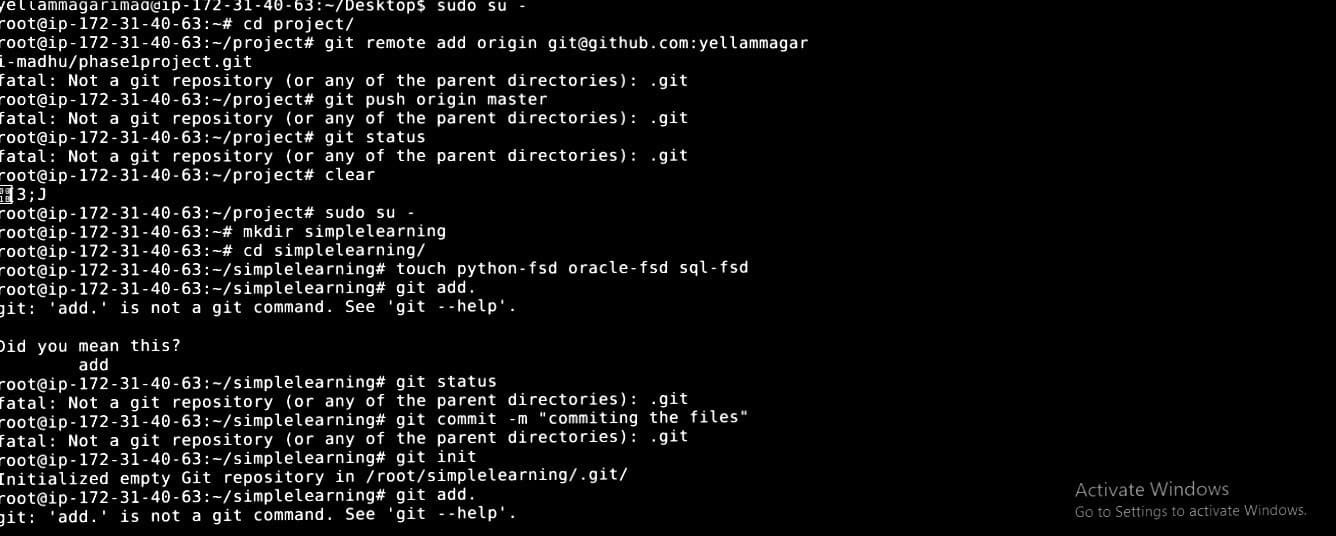 yellammagarimad@ip-172-31-40-63:~/Desktop$ sudo su -
root@ip-172-31-40-63:~# cd project/
root@ip-172-31-40-63:~/project# git remote add origin git@github.com:yellammagar
i-madhu/phase1project.git
fatal: Not a git repository (or any of the parent directories): .git
root@ip-172-31-40-63:~/project# git push origin master
fatal: Not a git repository (or any of the parent directories): .git
root@ip-172-31-40-63:~/project# git status
fatal: Not a git repository (or any of the parent directories): .git
root@ip-172-31-40-63:~/project# clear
[3;J
root@ip-172-31-40-63:~/project# sudo su -
root@ip-172-31-40-63:~# mkdir simplelearning
root@ip-172-31-40-63:~# cd simplelearning/
root@ip-172-31-40-63:~/simplelearning# touch python-fsd oracle-fsd sql-fsd
root@ip-172-31-40-63:~/simplelearning# git add.
git: 'add.' is not a git command. See 'git --help'.
Did you mean this?
add
root@ip-172-31-40-63:~/simplelearning# git status
fatal: Not a git repository (or any of the parent directories): .git
root@ip-172-31-40-63:~/simplelearning# git commit -m "commiting the files"
fatal: Not a git repository (or any of the parent directories): .git
root@ip-172-31-40-63:~/simplelearning# git init
Initialized empty Git repository in /root/simplelearning/.git/
root@ip-172-31-40-63:~/simplelearning# git add.
git: 'add.' is not a git command. See 'git --help'.
Activate Windows
Go to Settings to activate Windows.